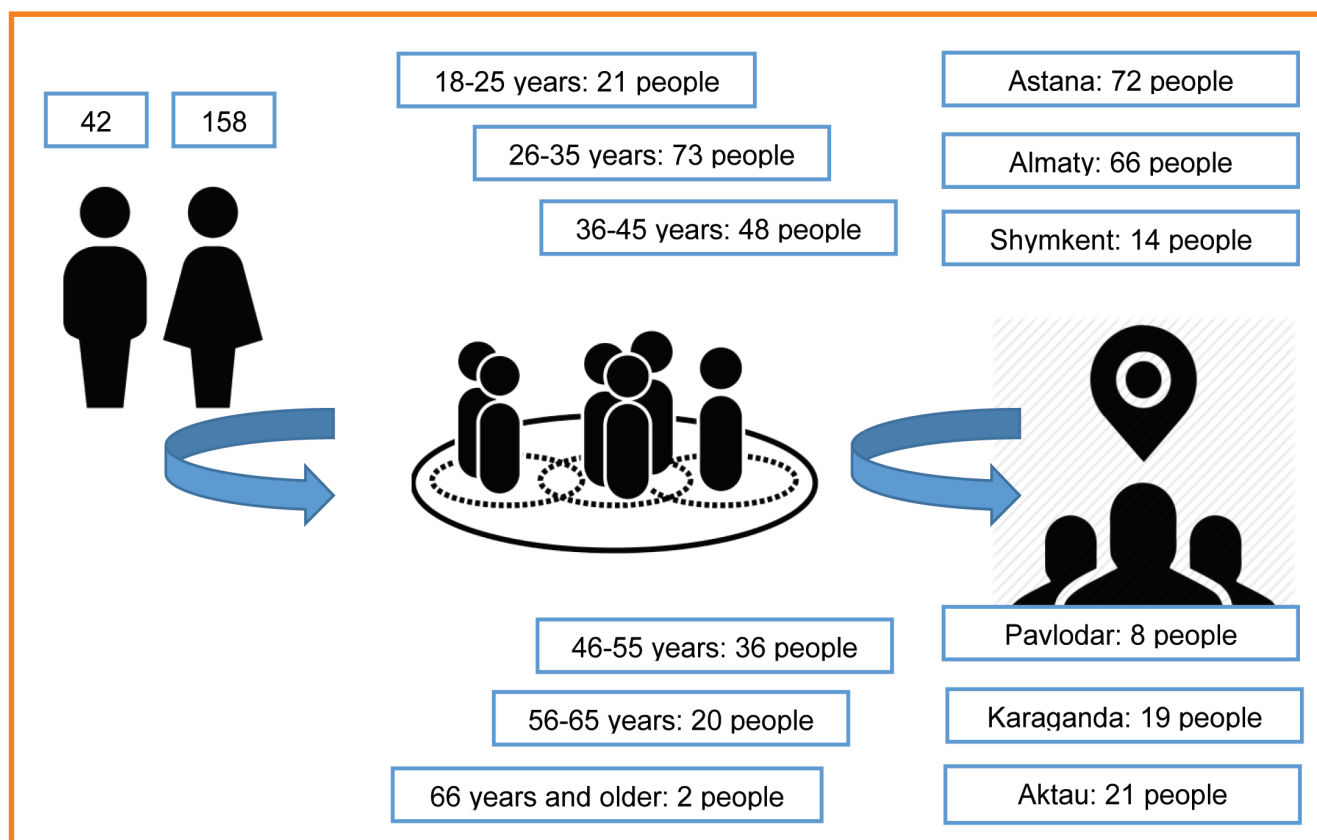 42
158
18-25 years: 21 people
26-35 years: 73 people
36-45 years: 48 people
Astana: 72 people
Almaty: 66 people
Shymkent: 14 people
46-55 years: 36 people
56-65 years: 20 people
66 years and older: 2 people
Pavlodar: 8 people
Karaganda: 19 people
Aktau: 21 people